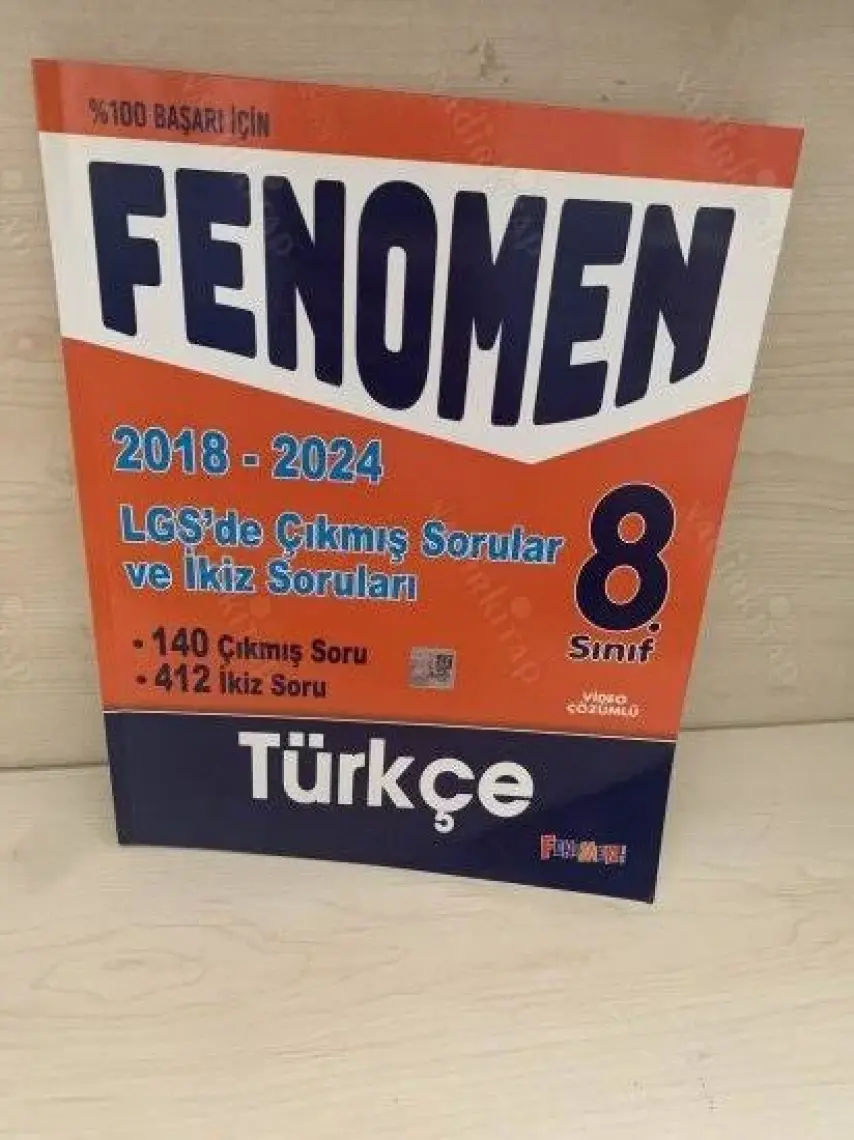 %100 BAŞARI İÇİN
FENOMEN
2018 - 2024
LGS'de Çıkmış Sorular
ve İkiz Soruları
8.
Sınıf
• 140 Çıkmış Soru
• 412 İkiz Soru
VİDEO
ÇÖZÜMLÜ
Türkçe
FENOMEN!